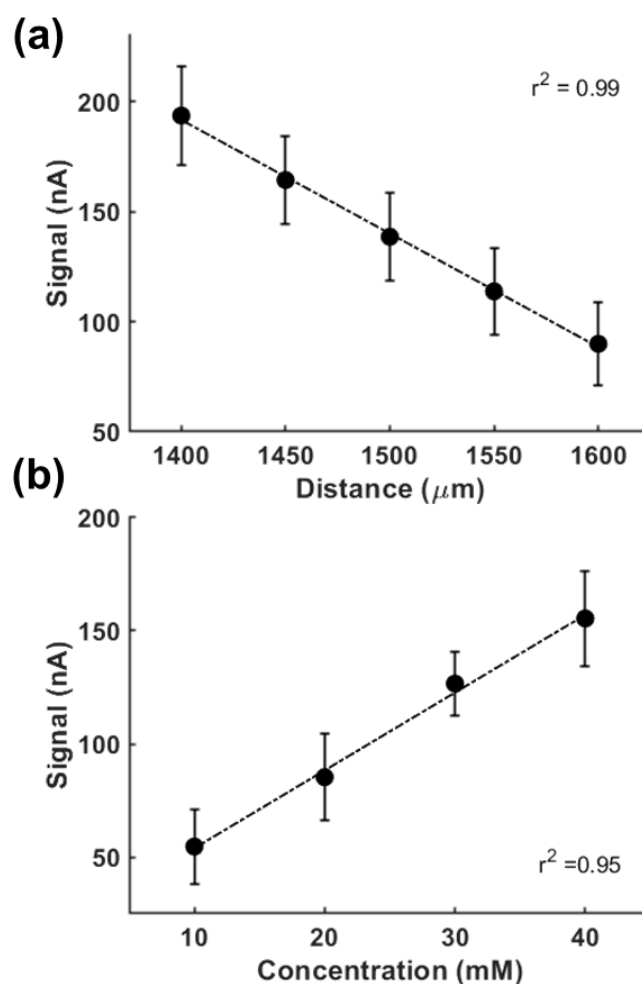 (a)
r² = 0.99
Signal (nA)
200
150
100
50
1400 1450 1500 1550 1600
Distance (μm)
(b)
Signal (nA)
200
150
100
50
r² =0.95
10 20 30 40
Concentration (mM)